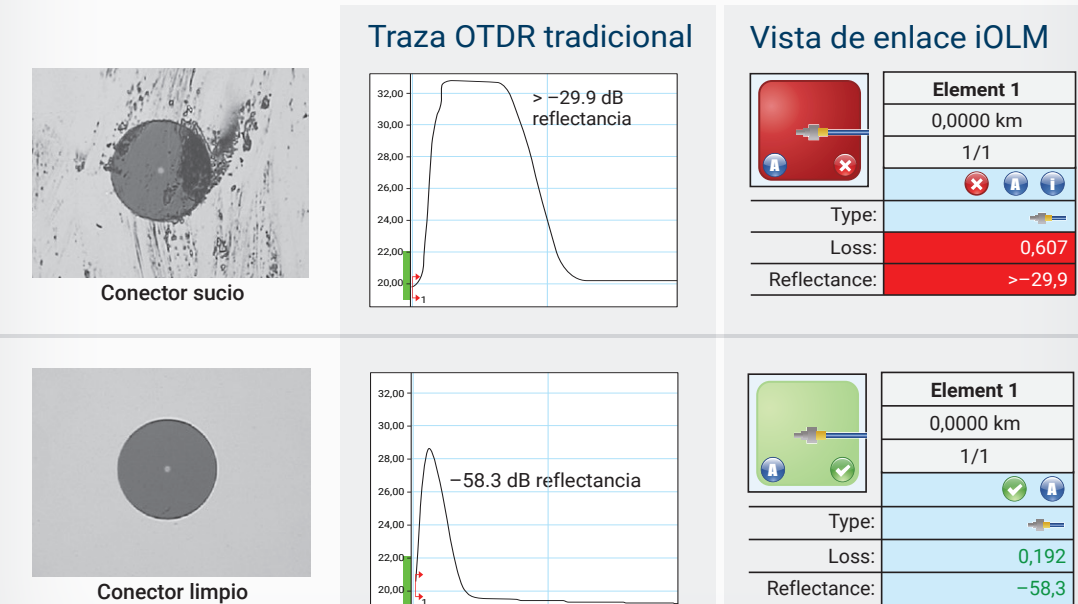 Traza OTDR tradicional
Vista de enlace iOLM
Conector sucio
32,00
30,00
28,00
26,00
24,00
22,00
20,00
> −29.9 dB
reflectancia
1
A
Element 1
0,0000 km
1/1
A i
Type:
Loss: 0,607
Reflectance: >−29,9
Conector limpio
32,00
30,00
28,00
26,00
24,00
22,00
20,00
−58.3 dB reflectancia
1
A
Element 1
0,0000 km
1/1
A
Type:
Loss: 0,192
Reflectance: −58,3